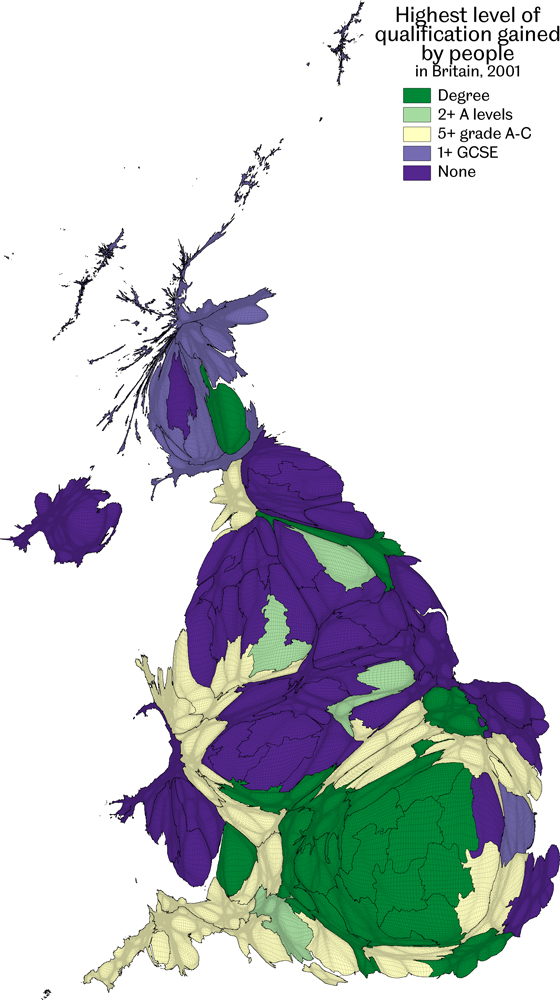 Highest level of
qualification gained
by people
in Britain, 2001
Degree
2+ A levels
5+ grade A-C
1+ GCSE
None